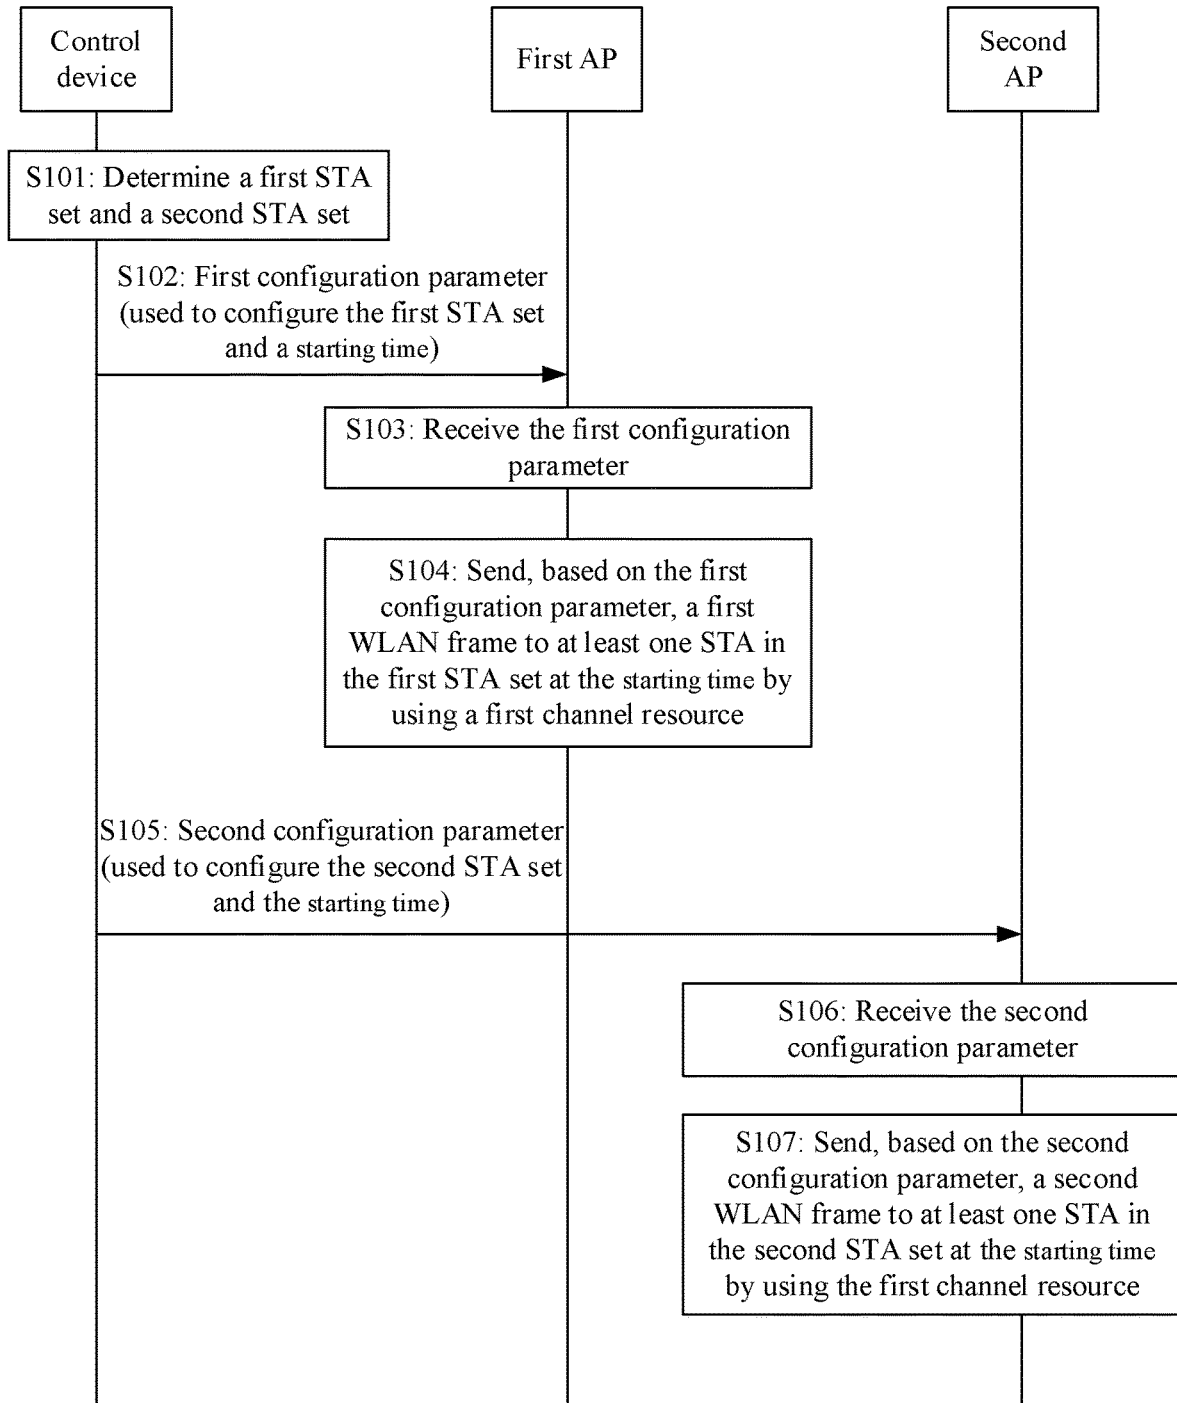 Control
device
First AP
Second
AP
S101: Determine a first STA
set and a second STA set
S102: First configuration parameter
(used to configure the first STA set
and a starting time)
S103: Receive the first configuration
parameter
S104: Send, based on the first
configuration parameter, a first
WLAN frame to at least one STA in
the first STA set at the starting time by
using a first channel resource
S105: Second configuration parameter
(used to configure the second STA set
and the starting time)
S106: Receive the second
configuration parameter
S107: Send, based on the second
configuration parameter, a second
WLAN frame to at least one STA in
the second STA set at the starting time
by using the first channel resource